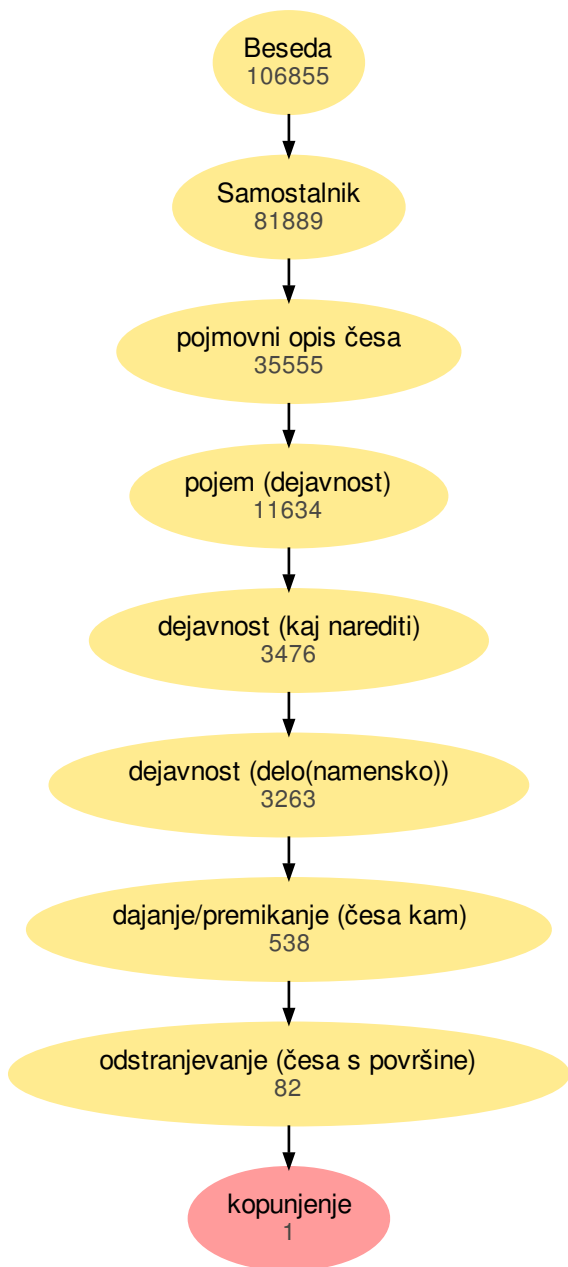 Beseda
106855
Samostalnik
81889
pojmovni opis česa
35555
pojem (dejavnost)
11634
dejavnost (kaj narediti)
3476
dejavnost (delo(namensko))
3263
dajanje/premikanje (česa kam)
538
odstranjevanje (česa s površine)
82
kopunjenje
1